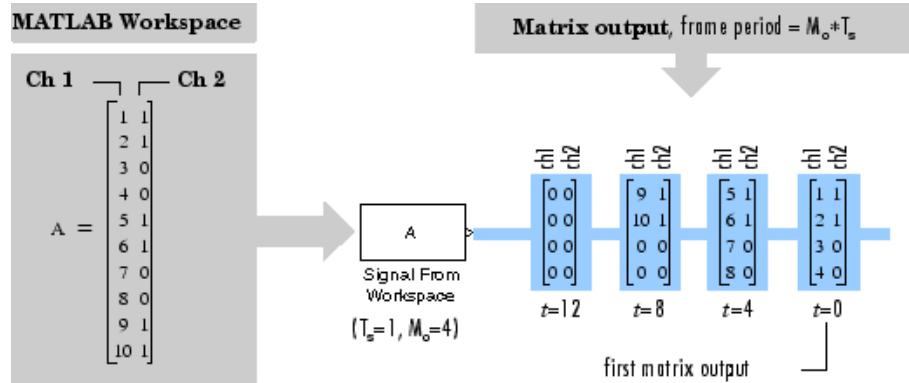 MATLAB Workspace
Matrix output, frame period = Mo*Ts
Ch 1 Ch 2
1 1
2 1
3 0
4 0
A = 5 1
6 1
7 0
8 0
9 1
10 1
A
Signal From
Workspace
(Ts=1, Mo=4)
ch1 ch2 ch1 ch2 ch1 ch2 ch1 ch2
0 0 9 1 5 1 1 1
0 0 10 1 6 1 2 1
0 0 0 0 7 0 3 0
0 0 0 0 8 0 4 0
t=12 t=8 t=4 t=0
first matrix output